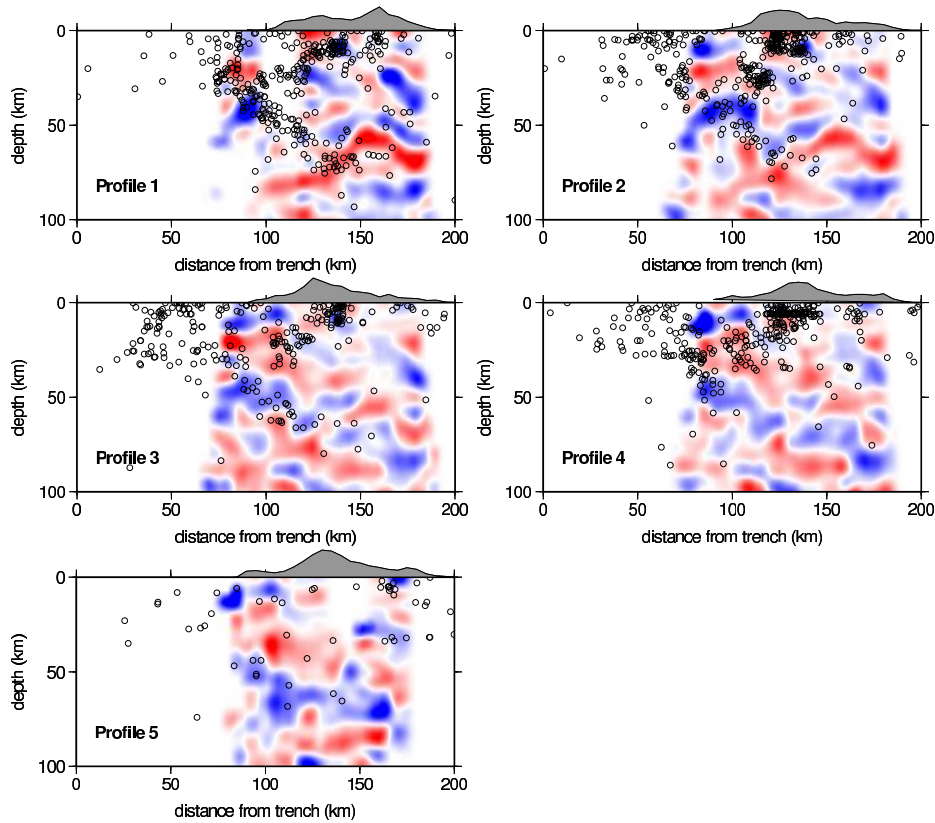 0
50
100
depth (km)
Profile 1
0 50 100 150 200
distance from trench (km)
0
50
100
depth (km)
Profile 2
0 50 100 150 200
distance from trench (km)
0
50
100
depth (km)
Profile 3
0 50 100 150 200
distance from trench (km)
0
50
100
depth (km)
Profile 4
0 50 100 150 200
distance from trench (km)
0
50
100
depth (km)
Profile 5
0 50 100 150 200
distance from trench (km)